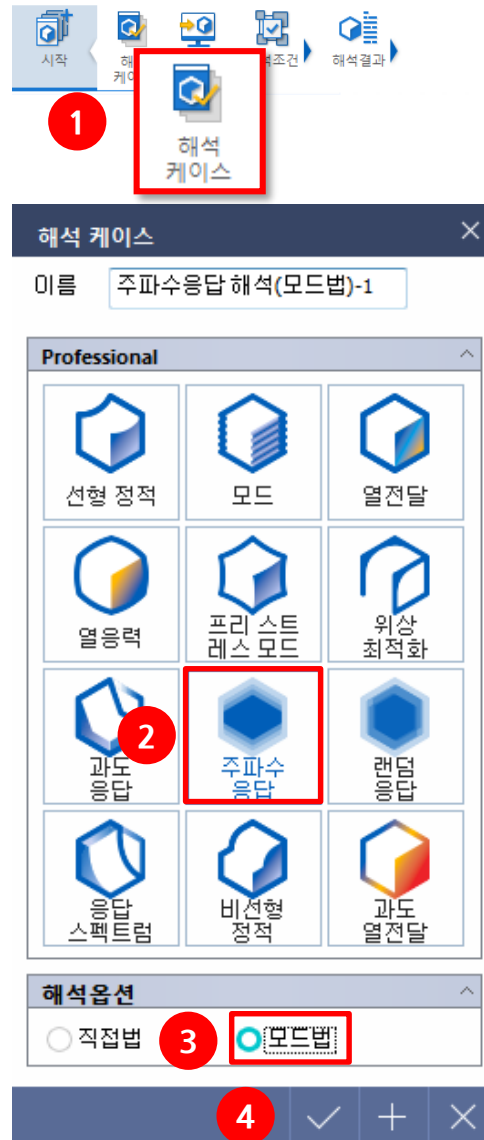 시작
해석결과
1
해석
케이스
해석 케이스
이름 주파수응답 해석(모드법)-1
Professional
선형 정적 모드 열전달
열응력 프리 스트
레스 모드 위상
최적화
2
과도
응답 주파수
응답 랜덤
응답
응답
스펙트럼 비선형
정적 과도
열전달
해석옵션
직접법 3 모드법
4